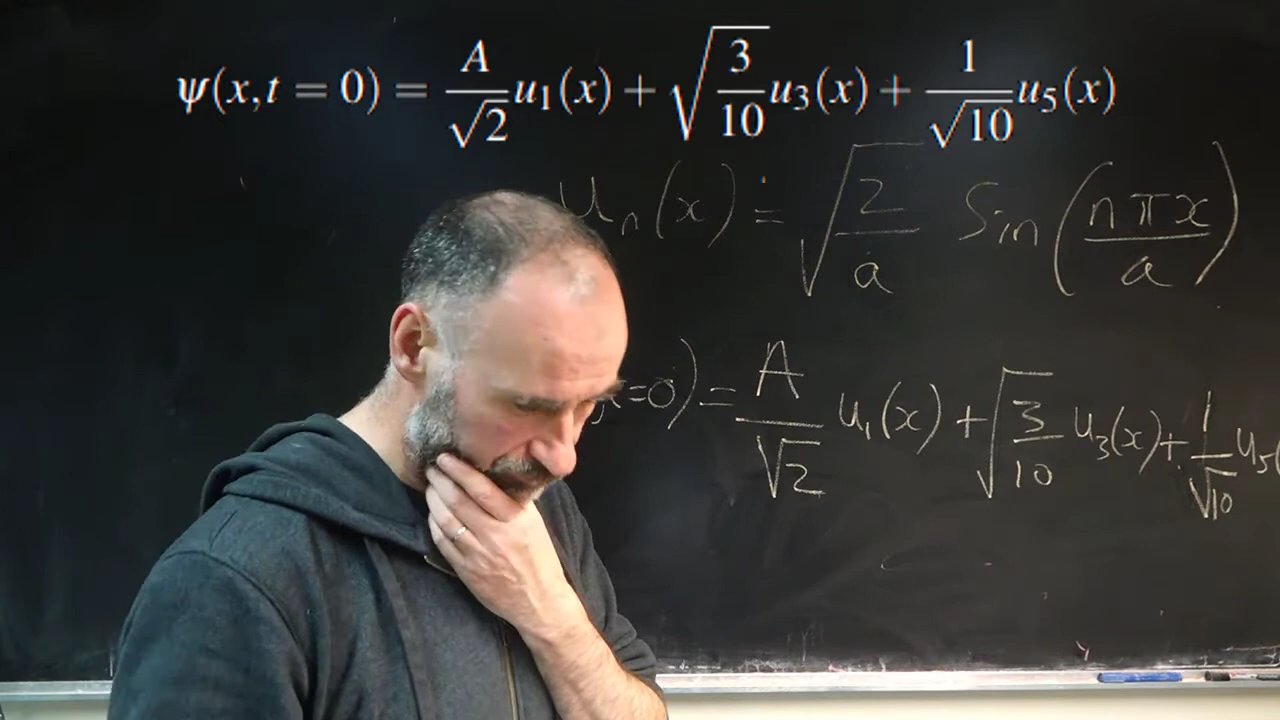 ψ(x, t = 0) = A/√2 u₁(x) + √(3/10) u₃(x) + 1/√10 u₅(x)
uₙ(x) = √(2/a) Sin(nπx/a)
=0) = A/√2 u₁(x) + √(3/10) u₃(x) + 1/√10 u₅(